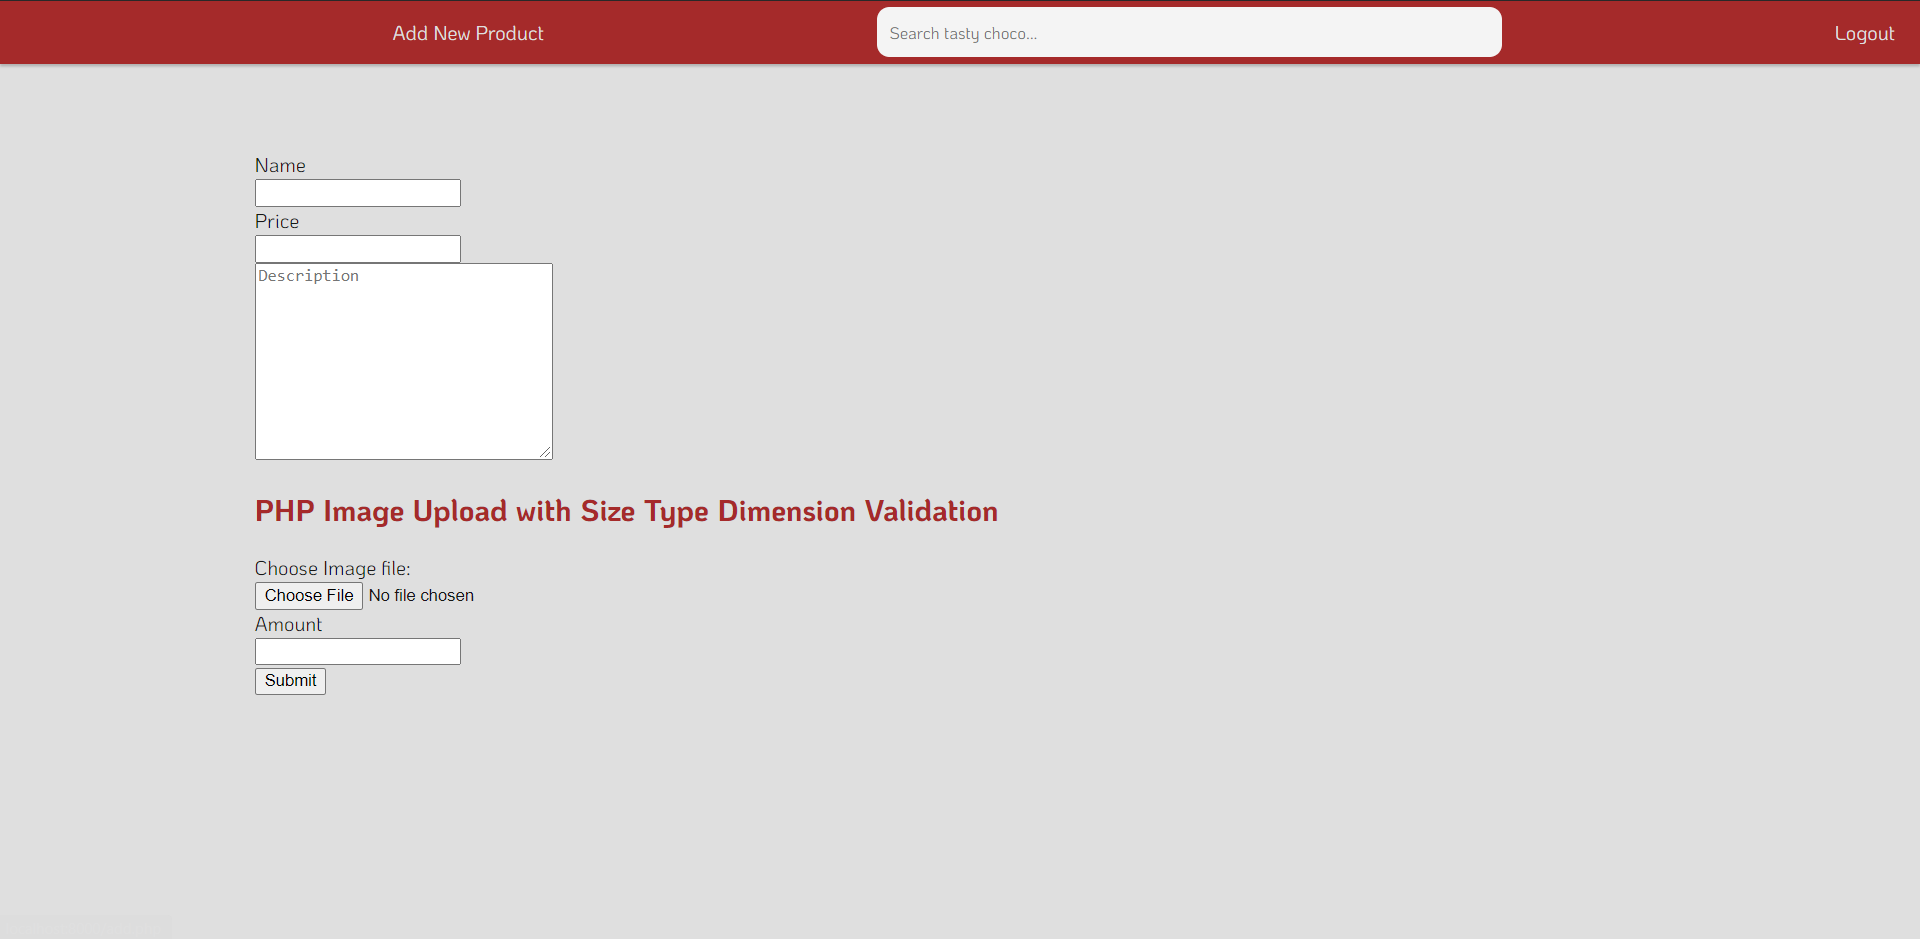 Add New Product
Search tasty choco...
Logout
Name
Price
Description
PHP Image Upload with Size Type Dimension Validation
Choose Image file:
Choose File No file chosen
Amount
Submit